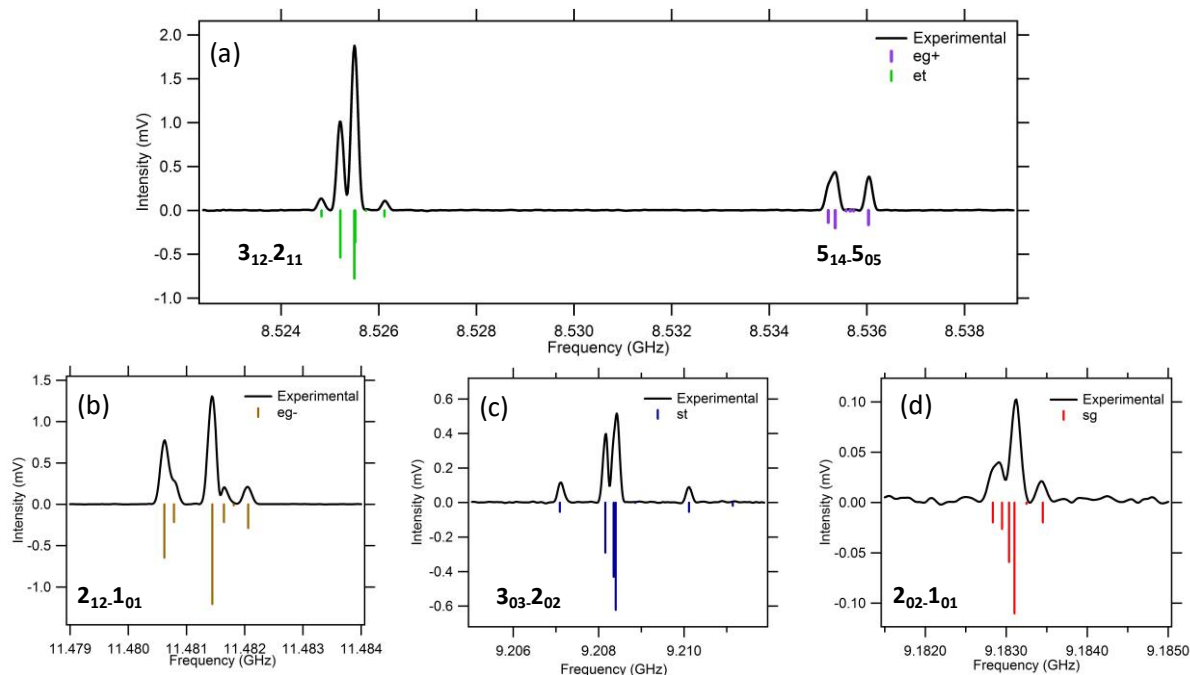 (a)
Experimental
eg+
et
Intensity (mV)
2.0
1.5
1.0
0.5
0.0
-0.5
-1.0
3₁₂-2₁₁
5₁₄-5₀₅
8.524 8.526 8.528 8.530 8.532 8.534 8.536 8.538
Frequency (GHz)
(b)
Experimental
eg-
Intensity (mV)
1.5
1.0
0.5
0.0
-0.5
-1.0
2₁₂-1₀₁
11.479 11.480 11.481 11.482 11.483 11.484
Frequency (GHz)
(c)
Experimental
st
Intensity (mV)
0.6
0.4
0.2
0.0
-0.2
-0.4
-0.6
3₀₃-2₀₂
9.206 9.208 9.210
Frequency (GHz)
(d)
Experimental
sg
Intensity (mV)
0.10
0.05
0.00
-0.05
-0.10
2₀₂-1₀₁
9.1820 9.1830 9.1840 9.1850
Frequency (GHz)